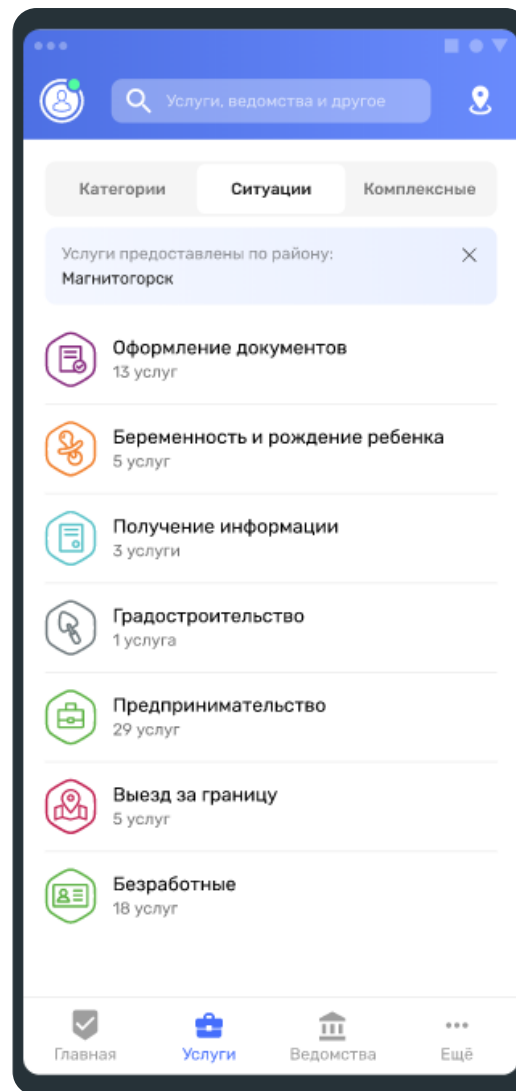 Услуги, ведомства и другое
Категории Ситуации Комплексные
Услуги предоставлены по району:
Магнитогорск
Оформление документов
13 услуг
Беременность и рождение ребенка
5 услуг
Получение информации
3 услуги
Градостроительство
1 услуга
Предпринимательство
29 услуг
Выезд за границу
5 услуг
Безработные
18 услуг
Главная Услуги Ведомства Ещё